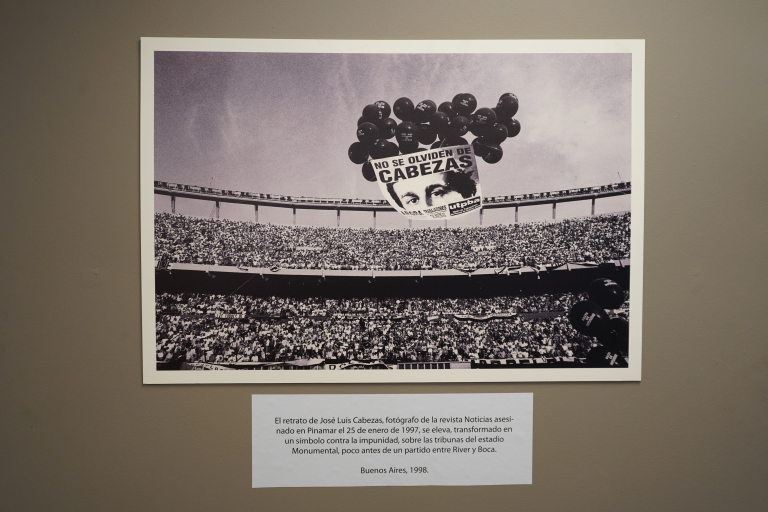 NO SE OLVIDEN DE
CABEZAS
utpba
El retrato de José Luis Cabezas, fotógrafo de la revista Noticias asesi-
nado en Pinamar el 25 de enero de 1997, se eleva, transformado en
un símbolo contra la impunidad, sobre las tribunas del estadio
Monumental, poco antes de un partido entre River y Boca.
Buenos Aires, 1998.